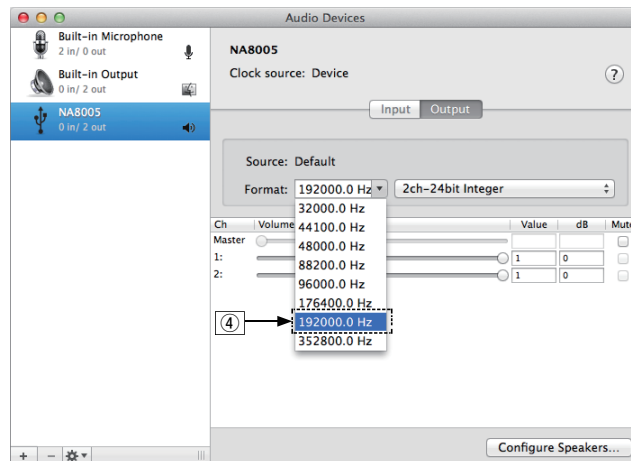 Audio Devices
Built-in Microphone
2 in/ 0 out
Built-in Output
0 in/ 2 out
NA8005
0 in/ 2 out
NA8005
Clock source: Device
?
Input Output
Source: Default
Format: 192000.0 Hz 2ch-24bit Integer
32000.0 Hz
44100.0 Hz
48000.0 Hz
88200.0 Hz
96000.0 Hz
176400.0 Hz
④ 192000.0 Hz
352800.0 Hz
Ch Volume Value dB Mute
Master
1: 1 0
2: 1 0
Configure Speakers...
+ -